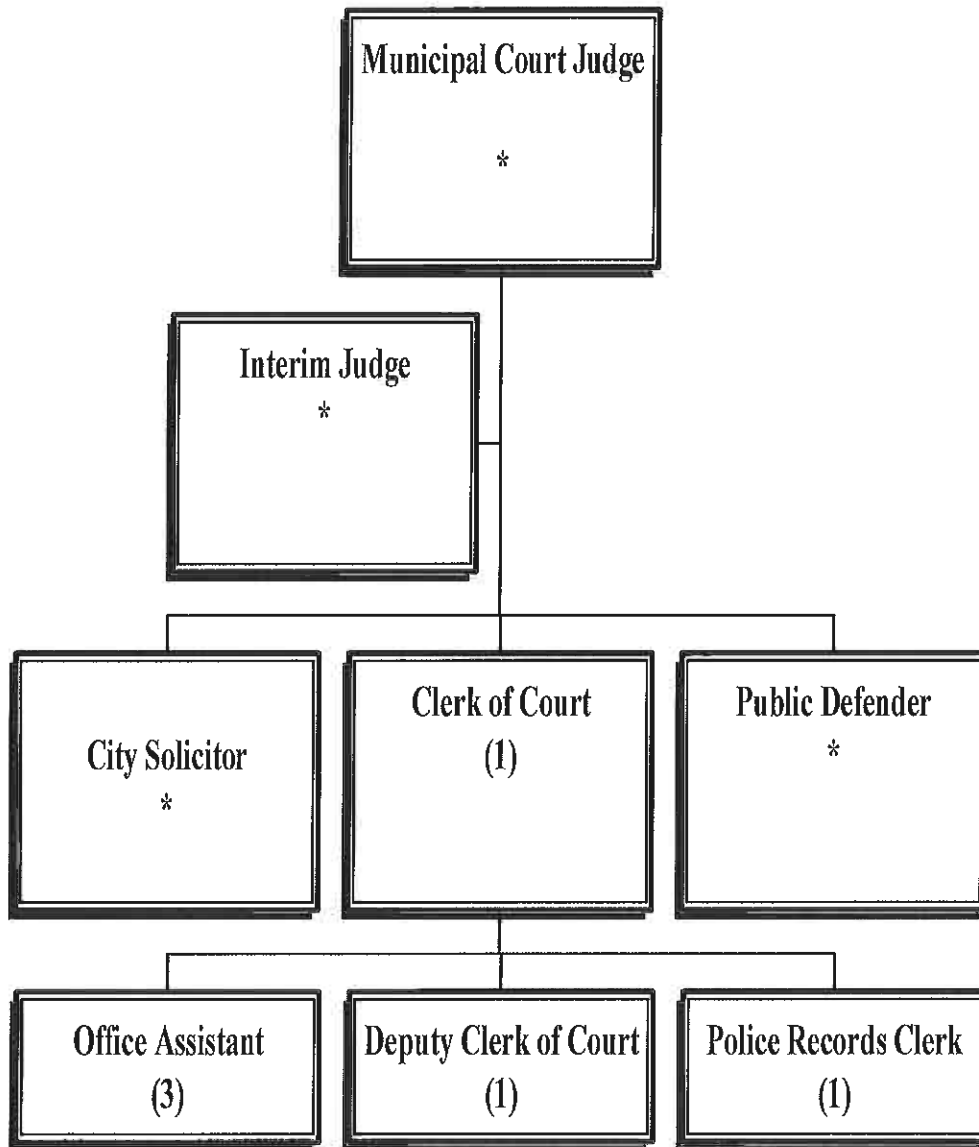 Municipal Court Judge
*
Interim Judge
*
City Solicitor
*
Clerk of Court
(1)
Public Defender
*
Office Assistant
(3)
Deputy Clerk of Court
(1)
Police Records Clerk
(1)